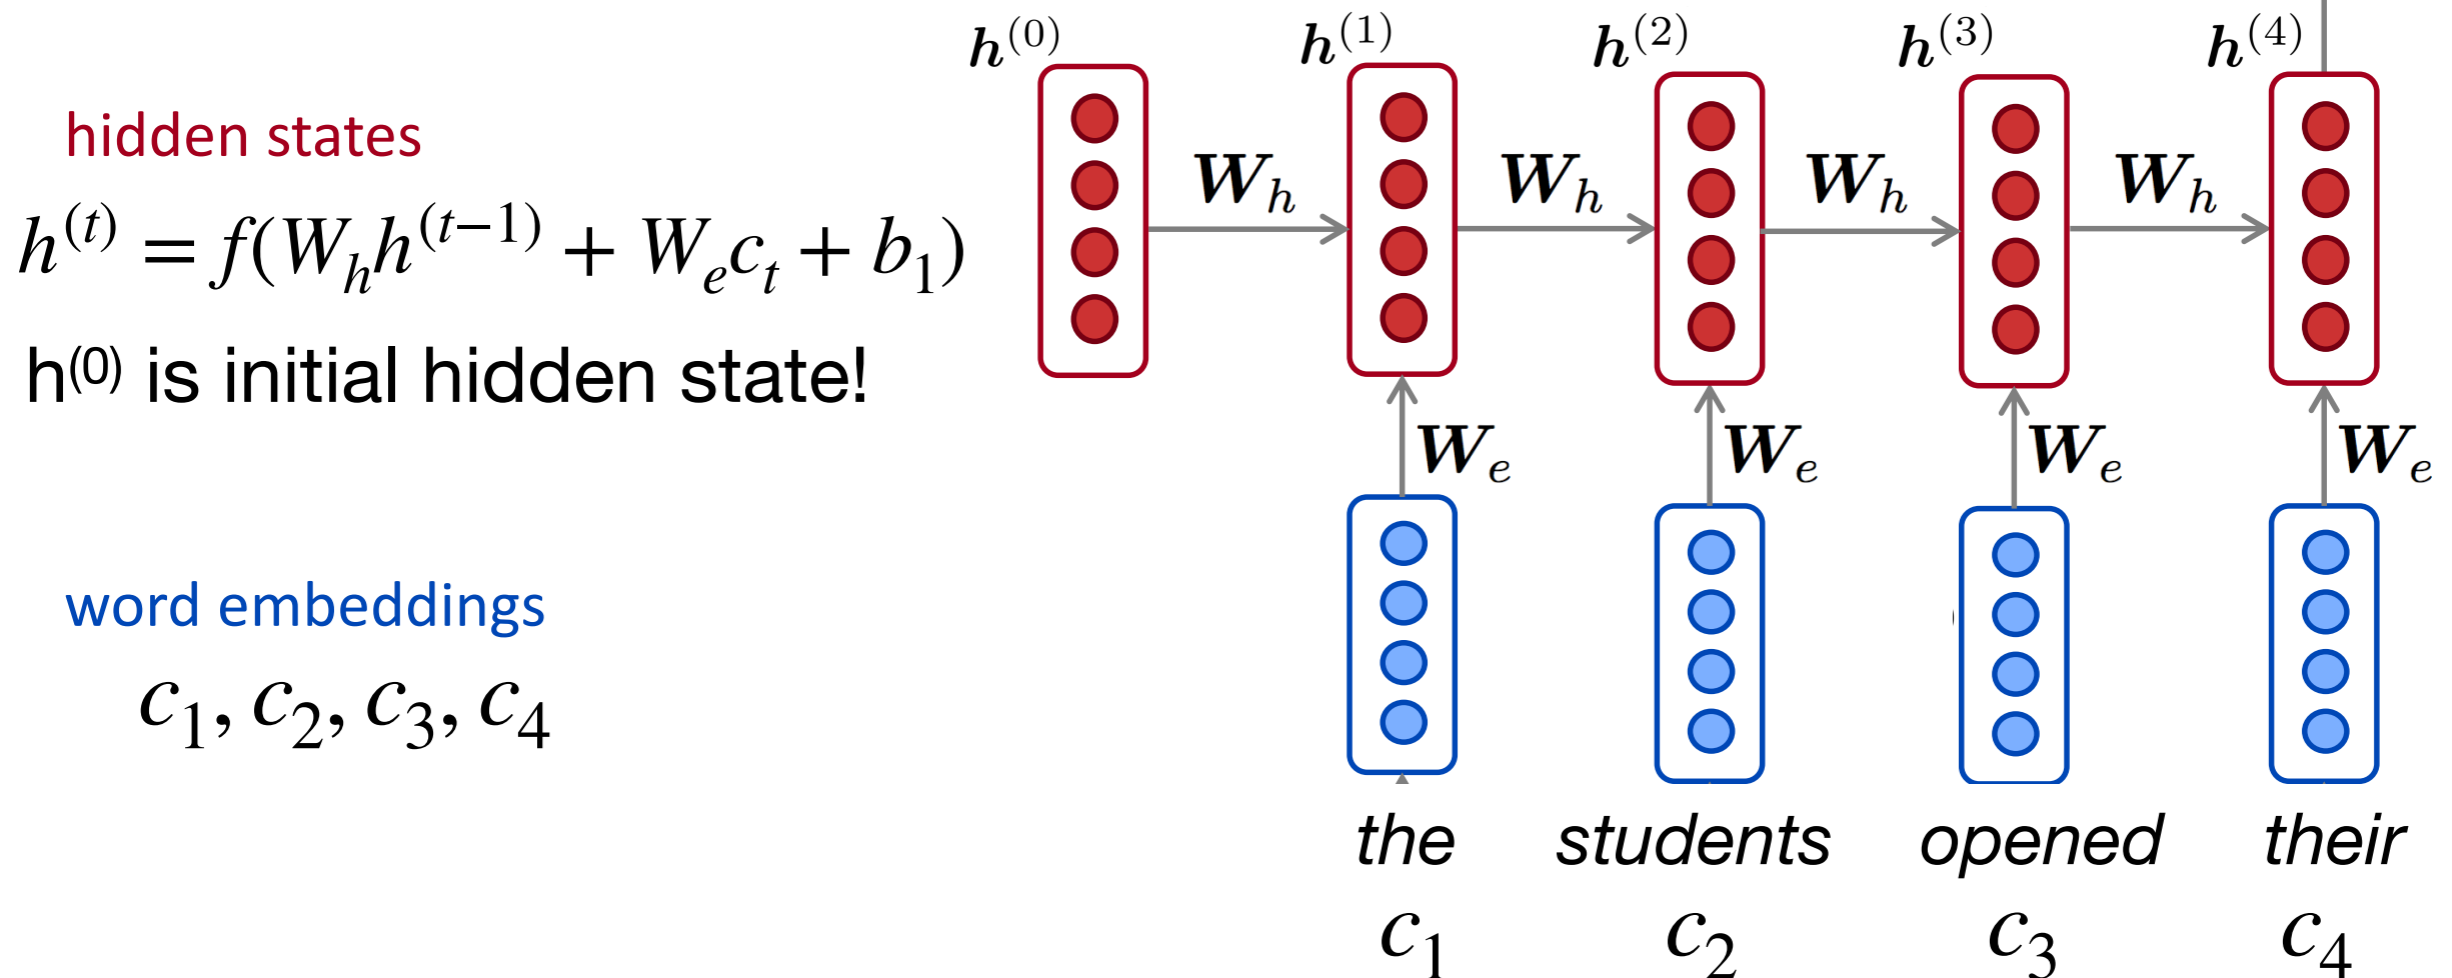 h^(0) h^(1) h^(2) h^(3) h^(4)
hidden states
W_h W_h W_h W_h
h^(t) = f(W_h h^(t−1) + W_e c_t + b_1)
h^(0) is initial hidden state!
W_e W_e W_e W_e
word embeddings
c_1, c_2, c_3, c_4
the students opened their
c_1 c_2 c_3 c_4